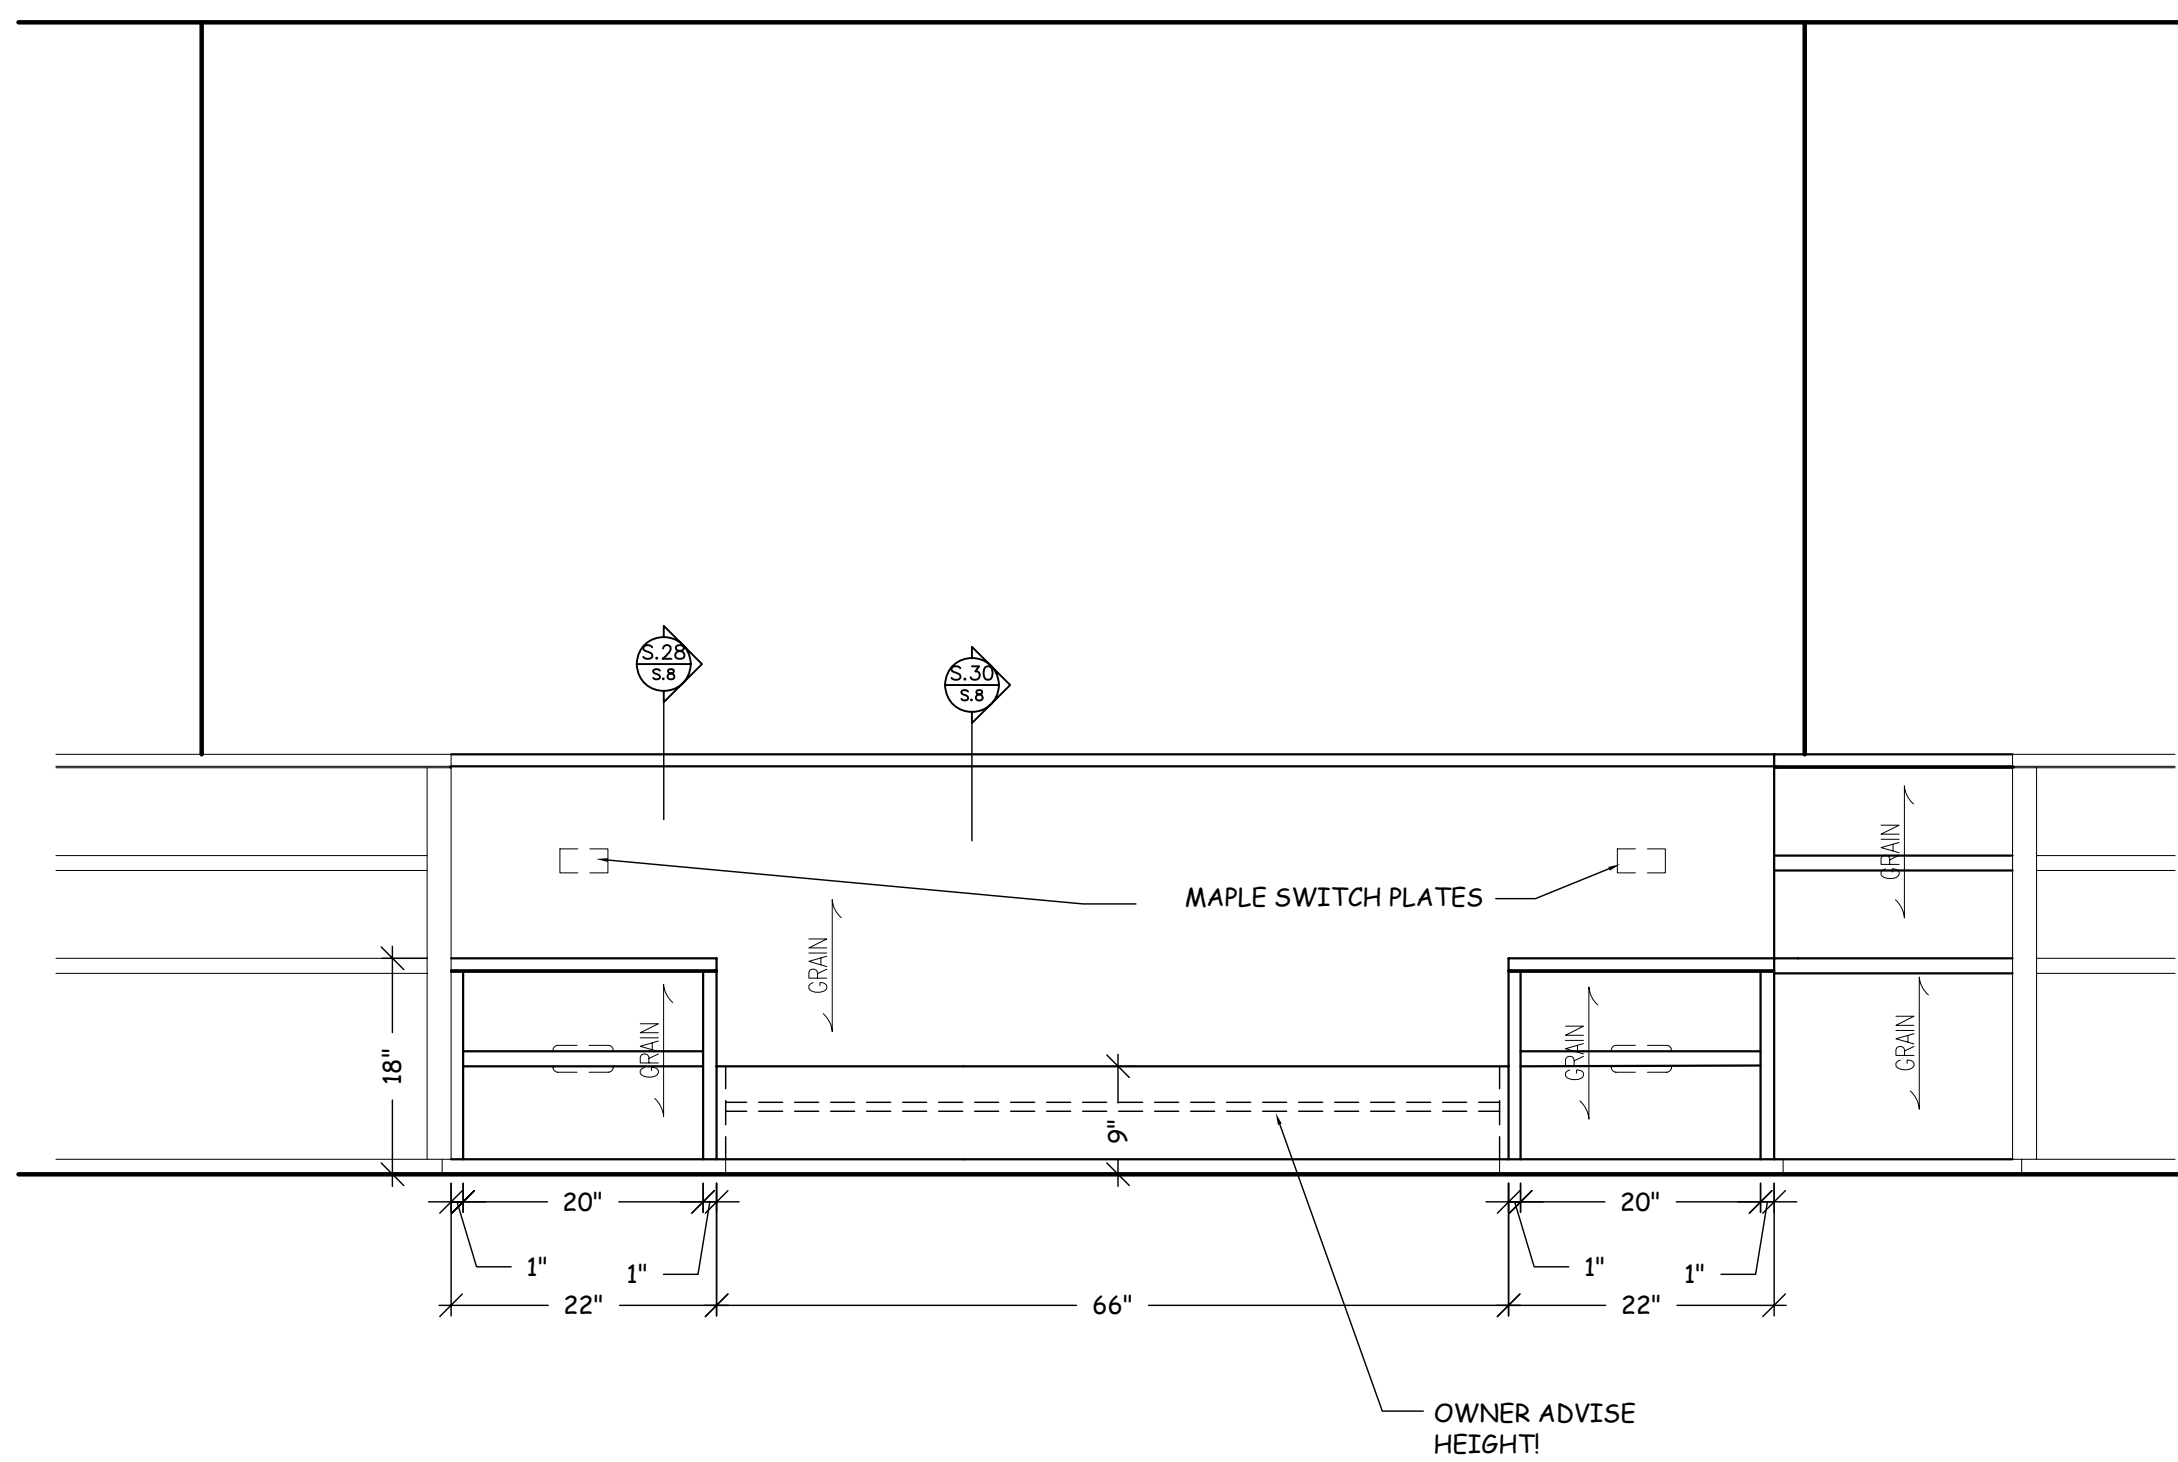 S.28
S.8
S.30
S.8
GRAIN
MAPLE SWITCH PLATES
GRAIN
18"
GRAIN
GRAIN
GRAIN
9"
20"
20"
1"
1"
1"
1"
22"
66"
22"
OWNER ADVISE
HEIGHT!